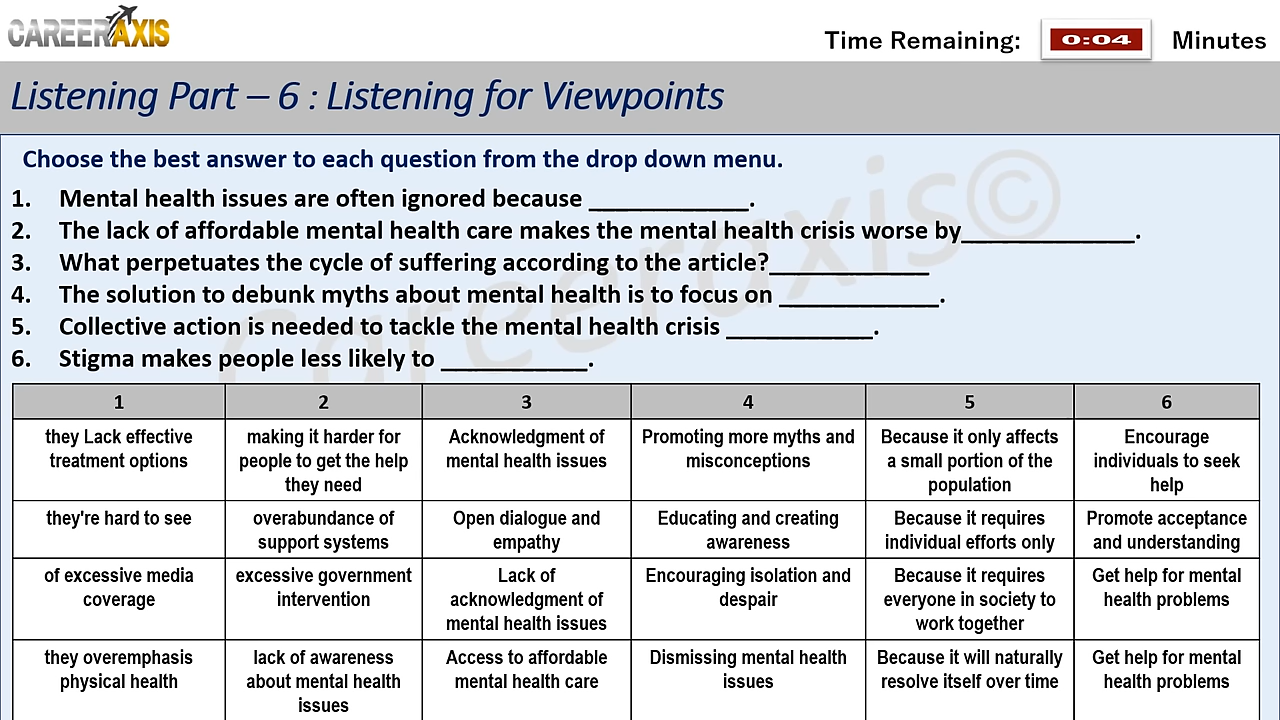 CAREERAXIS
Time Remaining: 0:04 Minutes
Listening Part – 6 : Listening for Viewpoints
Careeraxis©
Choose the best answer to each question from the drop down menu.
1. Mental health issues are often ignored because ____________.
2. The lack of affordable mental health care makes the mental health crisis worse by_____________.
3. What perpetuates the cycle of suffering according to the article?____________
4. The solution to debunk myths about mental health is to focus on ____________.
5. Collective action is needed to tackle the mental health crisis ___________.
6. Stigma makes people less likely to ___________.
1 2 3 4 5 6
they Lack effective
treatment options
making it harder for
people to get the help
they need
Acknowledgment of
mental health issues
Promoting more myths and
misconceptions
Because it only affects
a small portion of the
population
Encourage
individuals to seek
help
they're hard to see
overabundance of
support systems
Open dialogue and
empathy
Educating and creating
awareness
Because it requires
individual efforts only
Promote acceptance
and understanding
of excessive media
coverage
excessive government
intervention
Lack of
acknowledgment of
mental health issues
Encouraging isolation and
despair
Because it requires
everyone in society to
work together
Get help for mental
health problems
they overemphasis
physical health
lack of awareness
about mental health
issues
Access to affordable
mental health care
Dismissing mental health
issues
Because it will naturally
resolve itself over time
Get help for mental
health problems